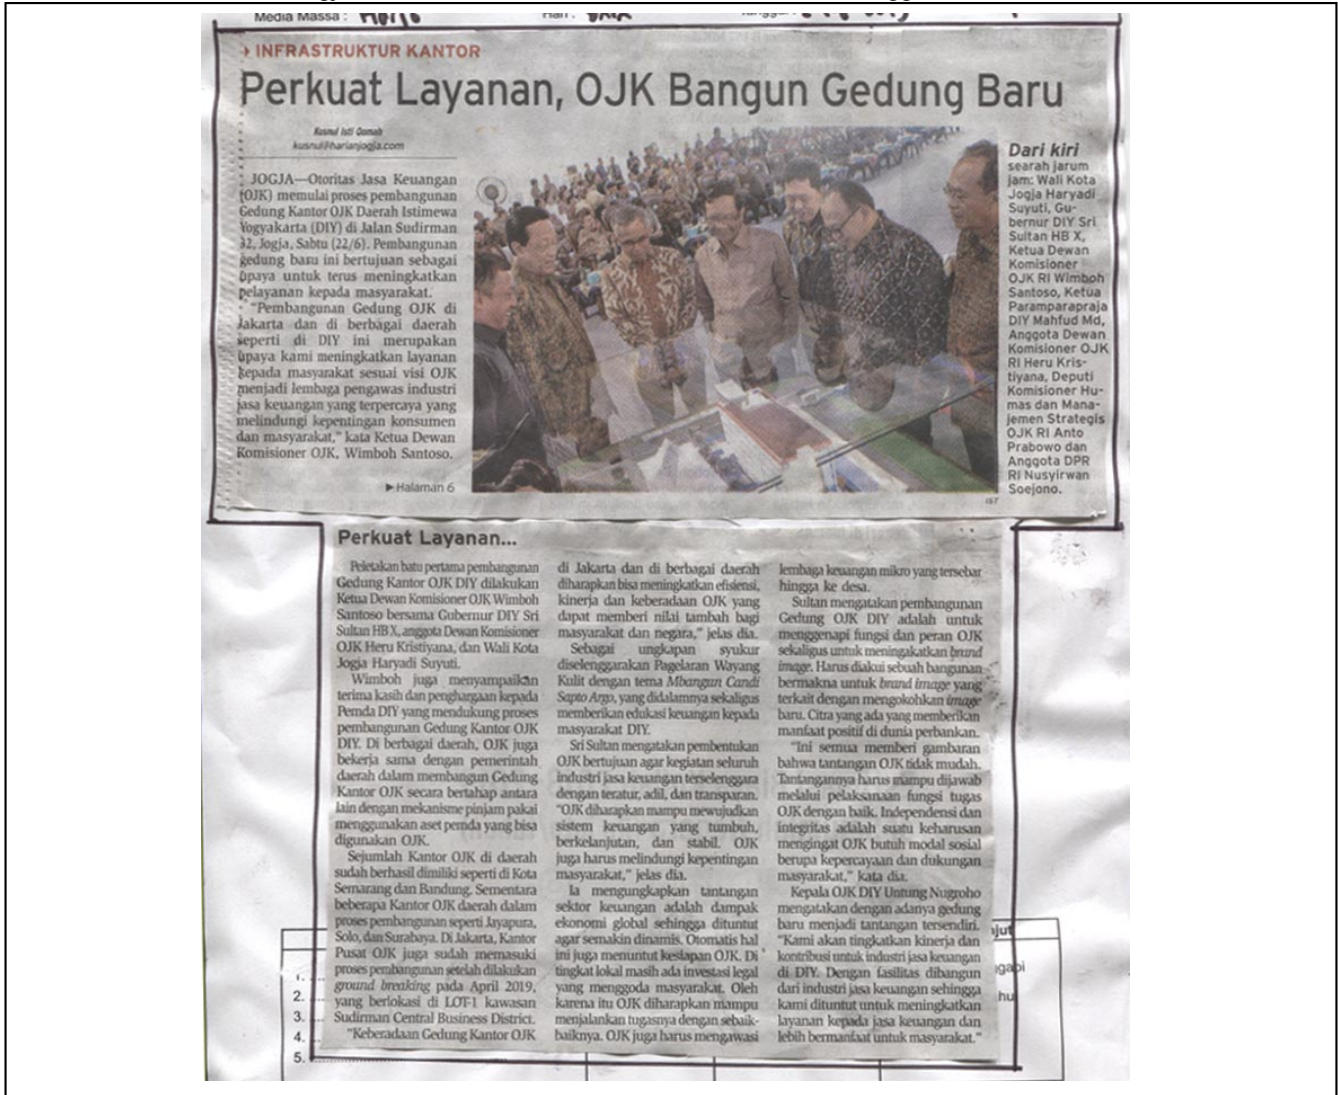 Media Massa :
Hari :
INFRASTRUKTUR KANTOR
Perkuat Layanan, OJK Bangun Gedung Baru
Kusnul Isti Qomah
kusnul@harianjogja.com
JOGJA—Otoritas Jasa Keuangan
(OJK) memulai proses pembangunan
Gedung Kantor OJK Daerah Istimewa
Yogyakarta (DIY) di Jalan Sudirman
32, Jogja, Sabtu (22/6). Pembangunan
gedung baru ini bertujuan sebagai
upaya untuk terus meningkatkan
pelayanan kepada masyarakat.
"Pembangunan Gedung OJK di
Jakarta dan di berbagai daerah
seperti di DIY ini merupakan
upaya kami meningkatkan layanan
kepada masyarakat sesuai visi OJK
menjadi lembaga pengawas industri
jasa keuangan yang terpercaya yang
melindungi kepentingan konsumen
dan masyarakat," kata Ketua Dewan
Komisioner OJK, Wimboh Santoso.
►Halaman 6
Dari kiri
searah jarum
jam: Wali Kota
Jogja Haryadi
Suyuti, Gu-
bernur DIY Sri
Sultan HB X,
Ketua Dewan
Komisioner
OJK RI Wimboh
Santoso, Ketua
Paramparapraja
DIY Mahfud Md,
Anggota Dewan
Komisioner OJK
RI Heru Kris-
tiyana, Deputi
Komisioner Hu-
mas dan Mana-
jemen Strategis
OJK RI Anto
Prabowo dan
Anggota DPR
RI Nusyirwan
Soejono.
IST
Perkuat Layanan...
Peletakan batu pertama pembangunan
Gedung Kantor OJK DIY dilakukan
Ketua Dewan Komisioner OJK Wimboh
Santoso bersama Gubernur DIY Sri
Sultan HB X, anggota Dewan Komisioner
OJK Heru Kristiyana, dan Wali Kota
Jogja Haryadi Suyuti.
Wimboh juga menyampaikan
terima kasih dan penghargaan kepada
Pemda DIY yang mendukung proses
pembangunan Gedung Kantor OJK
DIY. Di berbagai daerah, OJK juga
bekerja sama dengan pemerintah
daerah dalam membangun Gedung
Kantor OJK secara bertahap antara
lain dengan mekanisme pinjam pakai
menggunakan aset pemda yang bisa
digunakan OJK.
Sejumlah Kantor OJK di daerah
sudah berhasil dimiliki seperti di Kota
Semarang dan Bandung. Sementara
beberapa Kantor OJK daerah dalam
proses pembangunan seperti Jayapura,
Solo, dan Surabaya. Di Jakarta, Kantor
Pusat OJK juga sudah memasuki
proses pembangunan setelah dilakukan
ground breaking pada April 2019,
yang berlokasi di LOT-1 kawasan
Sudirman Central Business District.
"Keberadaan Gedung Kantor OJK
di Jakarta dan di berbagai daerah
diharapkan bisa meningkatkan efisiensi,
kinerja dan keberadaan OJK yang
dapat memberi nilai tambah bagi
masyarakat dan negara," jelas dia.
Sebagai ungkapan syukur
diselenggarakan Pagelaran Wayang
Kulit dengan tema Mbangun Candi
Sapto Argo, yang didalamnya sekaligus
memberikan edukasi keuangan kepada
masyarakat DIY.
Sri Sultan mengatakan pembentukan
OJK bertujuan agar kegiatan seluruh
industri jasa keuangan terselenggara
dengan teratur, adil, dan transparan.
"OJK diharapkan mampu mewujudkan
sistem keuangan yang tumbuh,
berkelanjutan, dan stabil. OJK
juga harus melindungi kepentingan
masyarakat," jelas dia.
Ia mengungkapkan tantangan
sektor keuangan adalah dampak
ekonomi global sehingga dituntut
agar semakin dinamis. Otomatis hal
ini juga menuntut kesiapan OJK. Di
tingkat lokal masih ada investasi legal
yang menggoda masyarakat. Oleh
karena itu OJK diharapkan mampu
menjalankan tugasnya dengan sebaik-
baiknya. OJK juga harus mengawasi
lembaga keuangan mikro yang tersebar
hingga ke desa.
Sultan mengatakan pembangunan
Gedung OJK DIY adalah untuk
menggenapi fungsi dan peran OJK
sekaligus untuk meningakatkan brand
image. Harus diakui sebuah bangunan
bermakna untuk brand image yang
terkait dengan mengokohkan image
baru. Citra yang ada yang memberikan
manfaat positif di dunia perbankan.
"Ini semua memberi gambaran
bahwa tantangan OJK tidak mudah.
Tantangannya harus mampu dijawab
melalui pelaksanaan fungsi tugas
OJK dengan baik. Independensi dan
integritas adalah suatu keharusan
mengingat OJK butuh modal sosial
berupa kepercayaan dan dukungan
masyarakat," kata dia.
Kepala OJK DIY Untung Nugroho
mengatakan dengan adanya gedung
baru menjadi tantangan tersendiri.
"Kami akan tingkatkan kinerja dan
kontribusi untuk industri jasa keuangan
di DIY. Dengan fasilitas dibangun
dari industri jasa keuangan sehingga
kami dituntut untuk meningkatkan
layanan kepada jasa keuangan dan
lebih bermanfaat untuk masyarakat."
1.
2.
3.
4.
5.